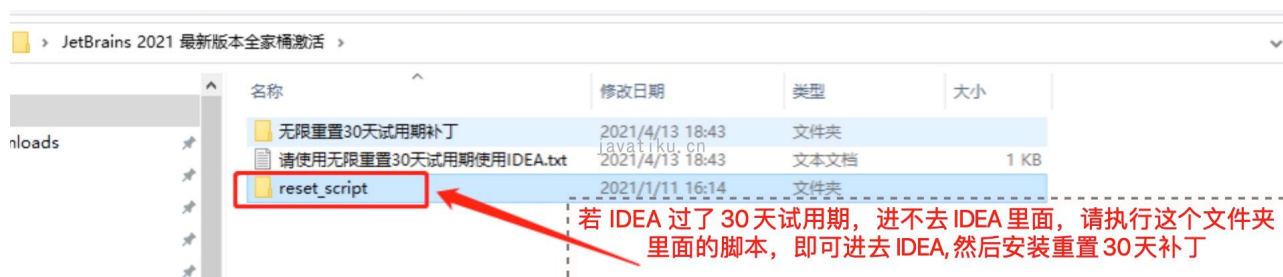 JetBrains 2021 最新版本全家桶激活
名称
修改日期
类型
大小
nloads
无限重置30天试用期补丁
2021/4/13 18:43
文件夹
javatiku.cn
请使用无限重置30天试用期使用IDEA.txt
2021/4/13 18:43
文本文档
1 KB
reset_script
2021/1/11 16:14
文件夹
若 IDEA 过了 30 天试用期，进不去 IDEA 里面，请执行这个文件夹
里面的脚本，即可进去 IDEA, 然后安装重置 30 天补丁